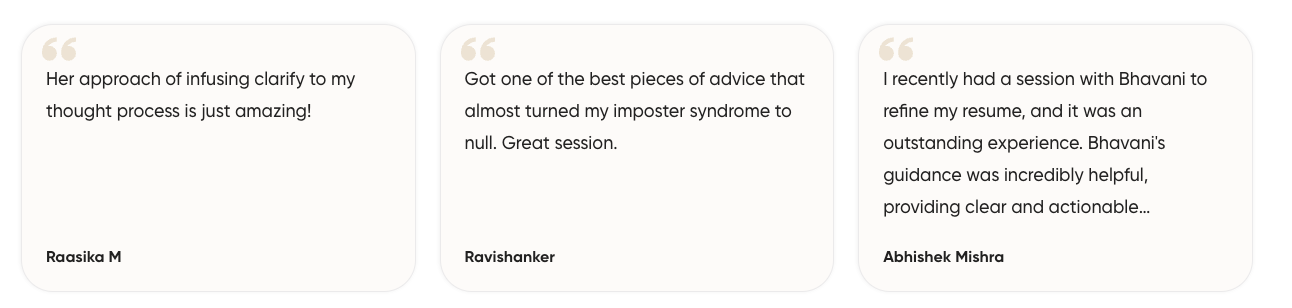 “
Her approach of infusing clarify to my
thought process is just amazing!
Raasika M
“
Got one of the best pieces of advice that
almost turned my imposter syndrome to
null. Great session.
Ravishanker
“
I recently had a session with Bhavani to
refine my resume, and it was an
outstanding experience. Bhavani's
guidance was incredibly helpful,
providing clear and actionable...
Abhishek Mishra